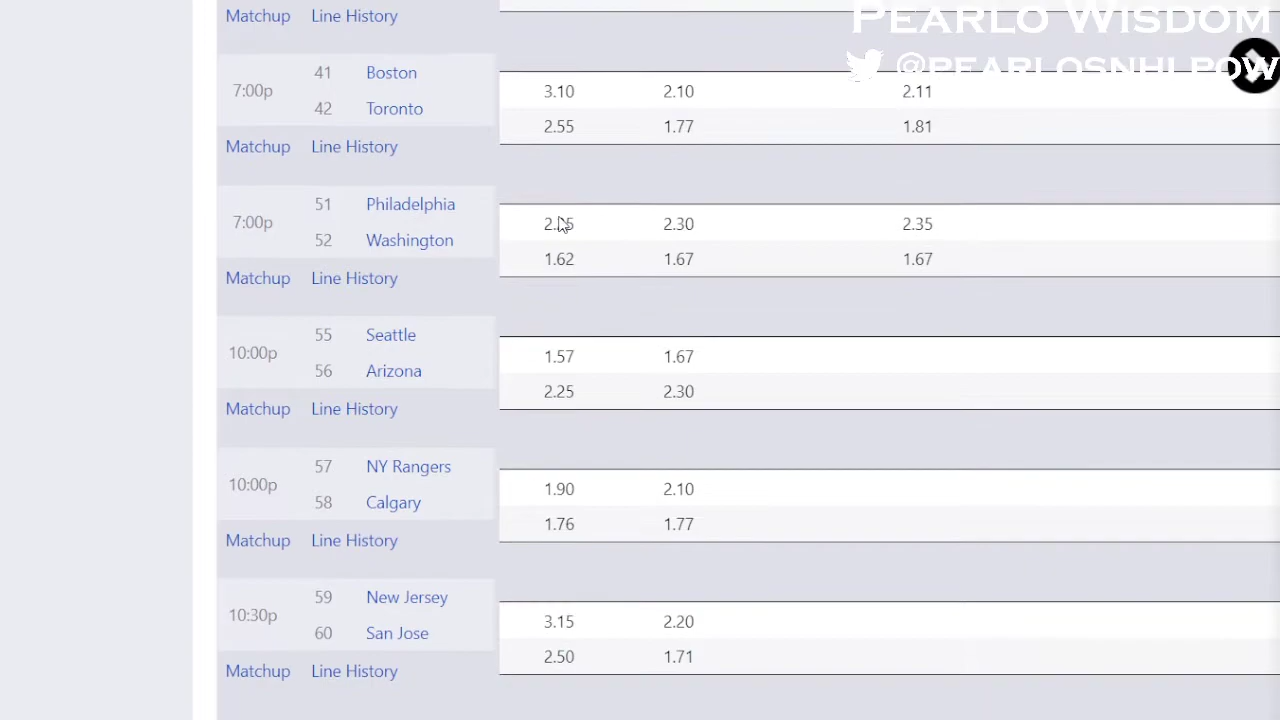 PEARLO WISDOM
@PEARLOSNHLPOW
Matchup Line History
7:00p 41 Boston 3.10 2.10 2.11
42 Toronto 2.55 1.77 1.81
Matchup Line History
7:00p 51 Philadelphia 2.30 2.35
52 Washington 1.62 1.67 1.67
Matchup Line History
10:00p 55 Seattle 1.57 1.67
56 Arizona 2.25 2.30
Matchup Line History
10:00p 57 NY Rangers 1.90 2.10
58 Calgary 1.76 1.77
Matchup Line History
10:30p 59 New Jersey 3.15 2.20
60 San Jose 2.50 1.71
Matchup Line History